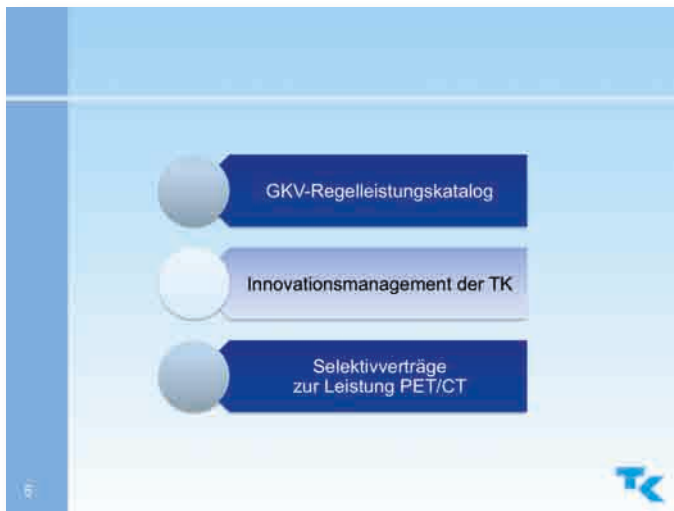 GKV-Regelleistungskatalog
Innovationsmanagement der TK
Selektivverträge
zur Leistung PET/CT
TK